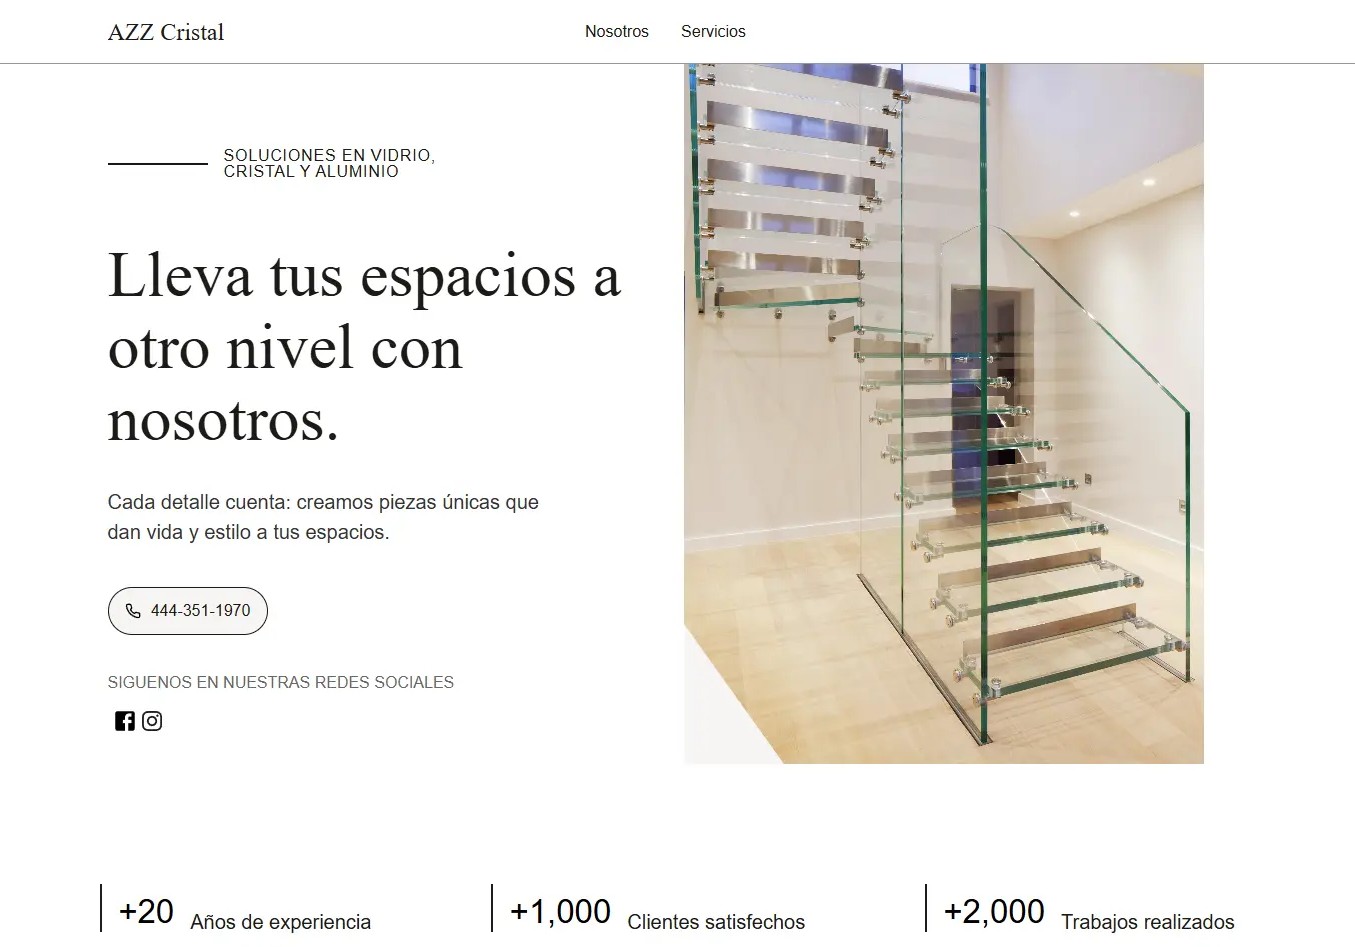 AZZ Cristal
Nosotros
Servicios
SOLUCIONES EN VIDRIO,
CRISTAL Y ALUMINIO
Lleva tus espacios a
otro nivel con
nosotros.
Cada detalle cuenta: creamos piezas únicas que
dan vida y estilo a tus espacios.
444-351-1970
SIGUENOS EN NUESTRAS REDES SOCIALES
+20 Años de experiencia
+1,000 Clientes satisfechos
+2,000 Trabajos realizados